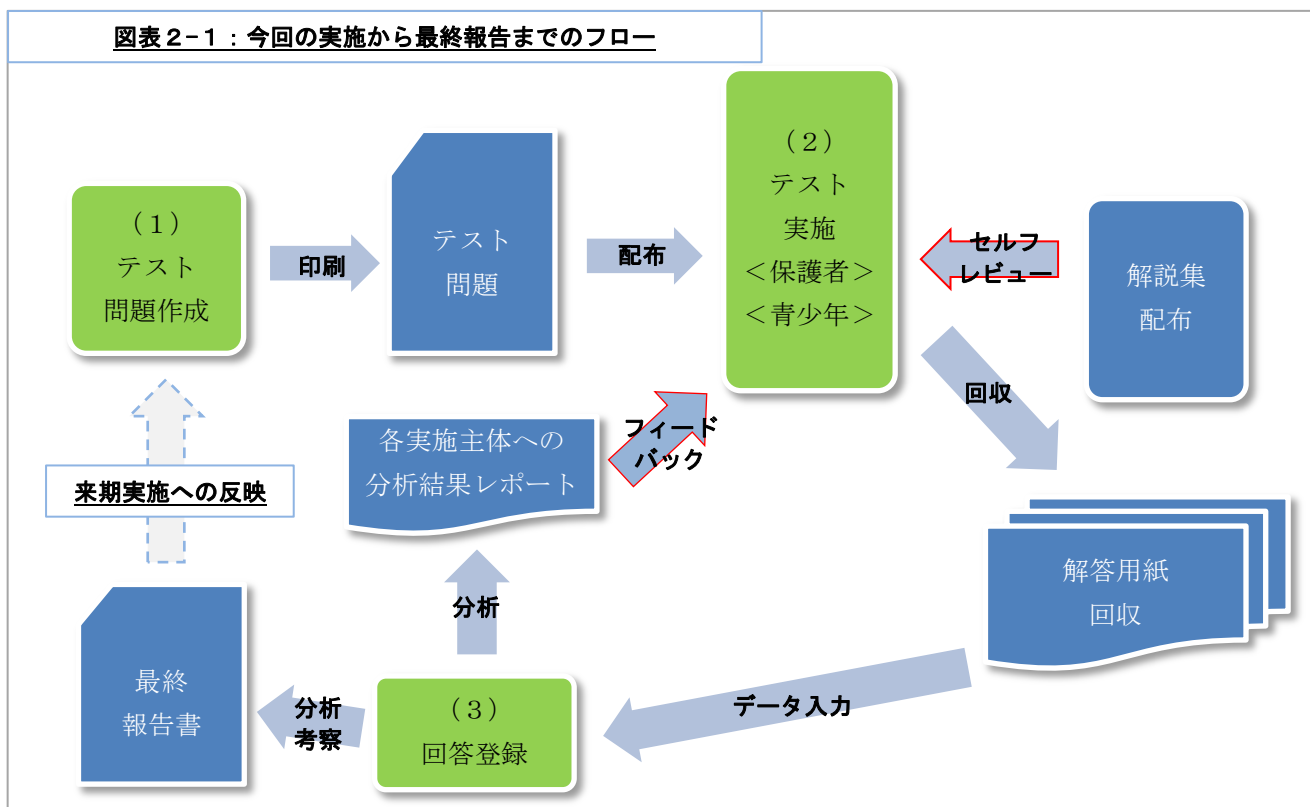 図表２-１：今回の実施から最終報告までのフロー
（１）
テスト
問題作成
印刷
テスト
問題
配布
（２）
テスト
実施
＜保護者＞
＜青少年＞
セルフ
レビュー
解説集
配布
回収
各実施主体への
分析結果レポート
フィード
バック
来期実施への反映
解答用紙
回収
分析
データ入力
最終
報告書
分析
考察
（３）
回答登録